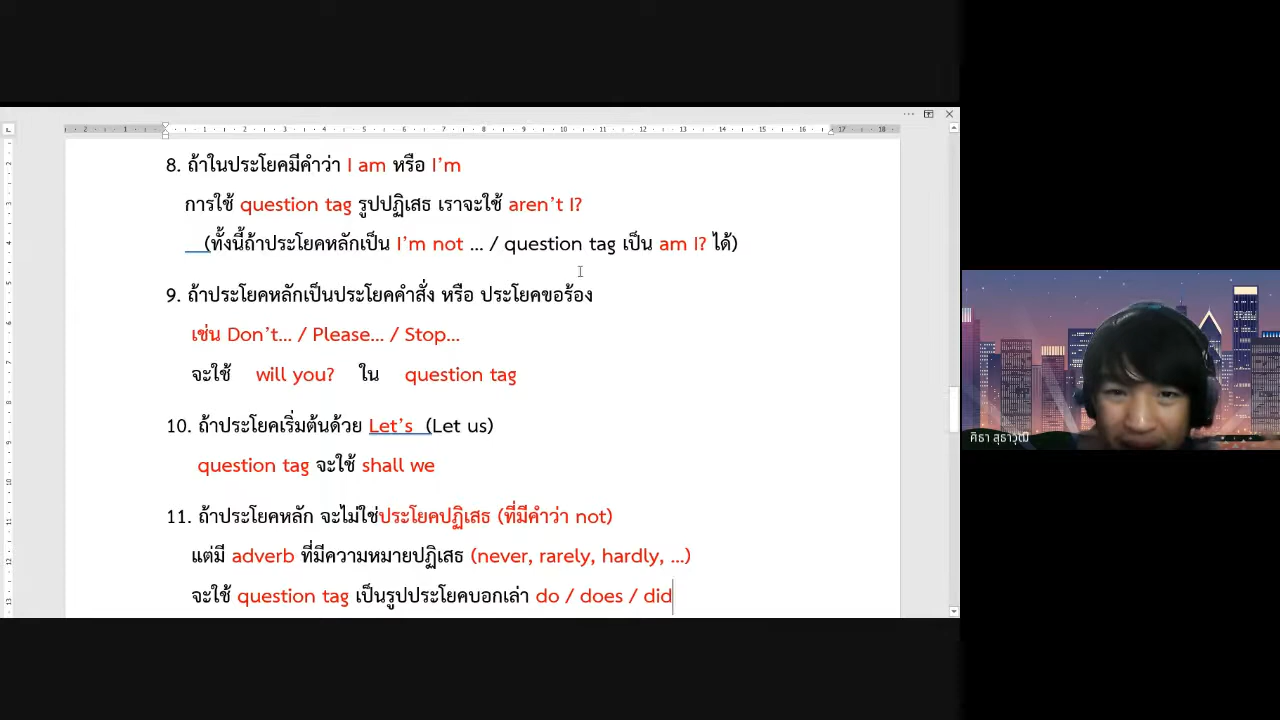 8. ถ้าในประโยคมีคำว่า I am หรือ I'm
การใช้ question tag รูปปฏิเสธ เราจะใช้ aren't I?
(ทั้งนี้ถ้าประโยคหลักเป็น I'm not ... / question tag เป็น am I? ได้)
9. ถ้าประโยคหลักเป็นประโยคคำสั่ง หรือ ประโยคขอร้อง
เช่น Don't... / Please... / Stop...
จะใช้ will you? ใน question tag
10. ถ้าประโยคเริ่มต้นด้วย Let's (Let us)
question tag จะใช้ shall we
11. ถ้าประโยคหลัก จะไม่ใช่ประโยคปฏิเสธ (ที่มีคำว่า not)
แต่มี adverb ที่มีความหมายปฏิเสธ (never, rarely, hardly, ...)
จะใช้ question tag เป็นรูปประโยคบอกเล่า do / does / did
ศิธา สุธาวุฒิ